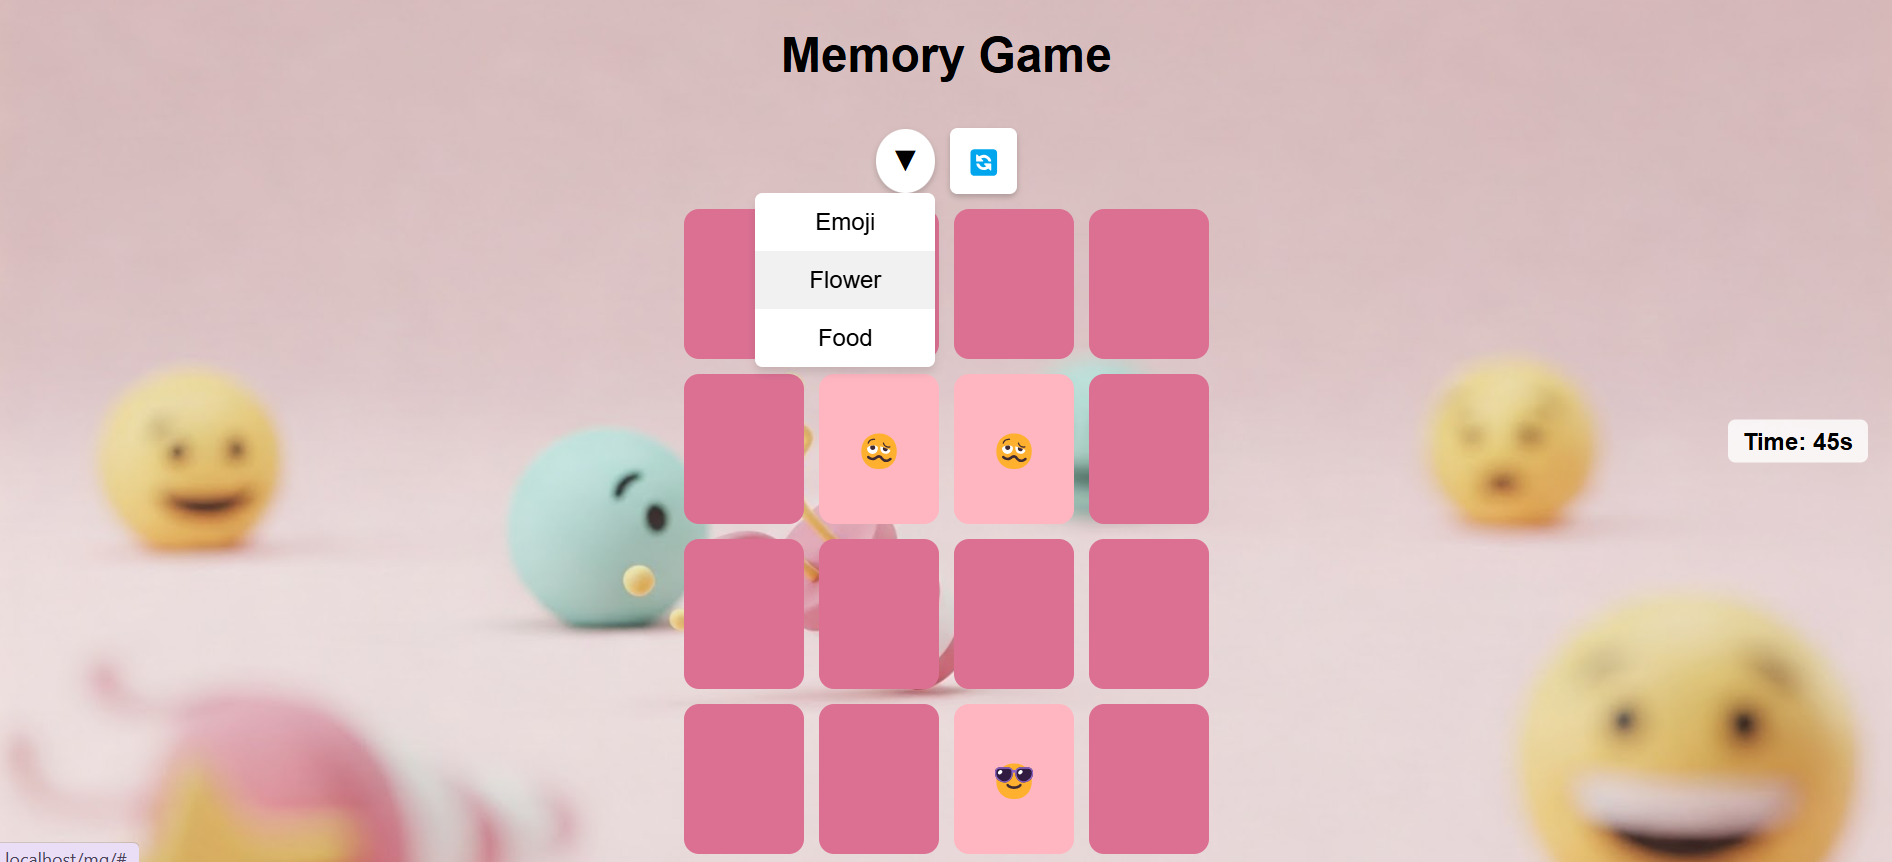 Memory Game
▼
Emoji
Flower
Food
Time: 45s
localhost/mg/#